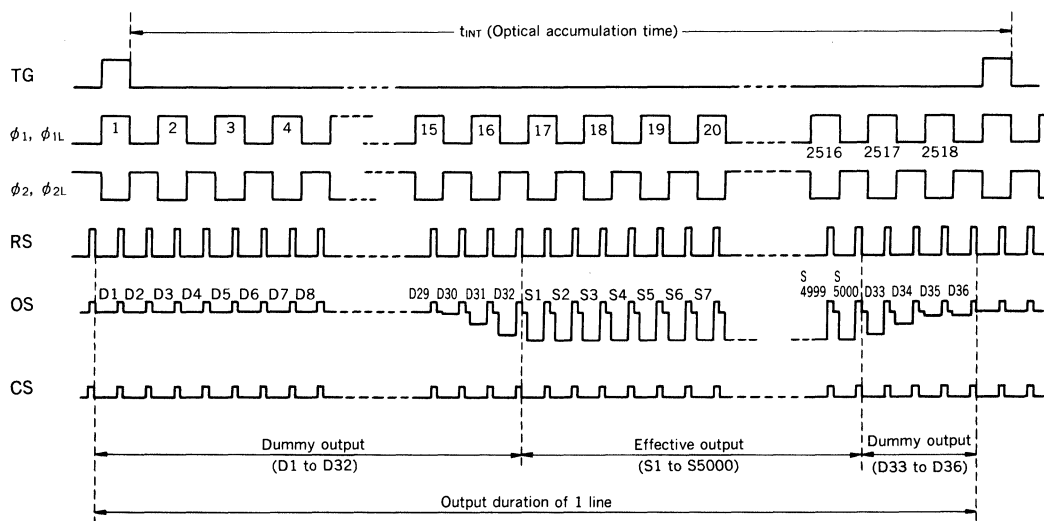 tINT (Optical accumulation time)
TG
ϕ1, ϕ1L
1 2 3 4 15 16 17 18 19 20 2516 2517 2518
ϕ2, ϕ2L
RS
OS
D1 D2 D3 D4 D5 D6 D7 D8 D29 D30 D31 D32 S1 S2 S3 S4 S5 S6 S7 S 4999 S 5000 D33 D34 D35 D36
CS
Dummy output
(D1 to D32)
Effective output
(S1 to S5000)
Dummy output
(D33 to D36)
Output duration of 1 line